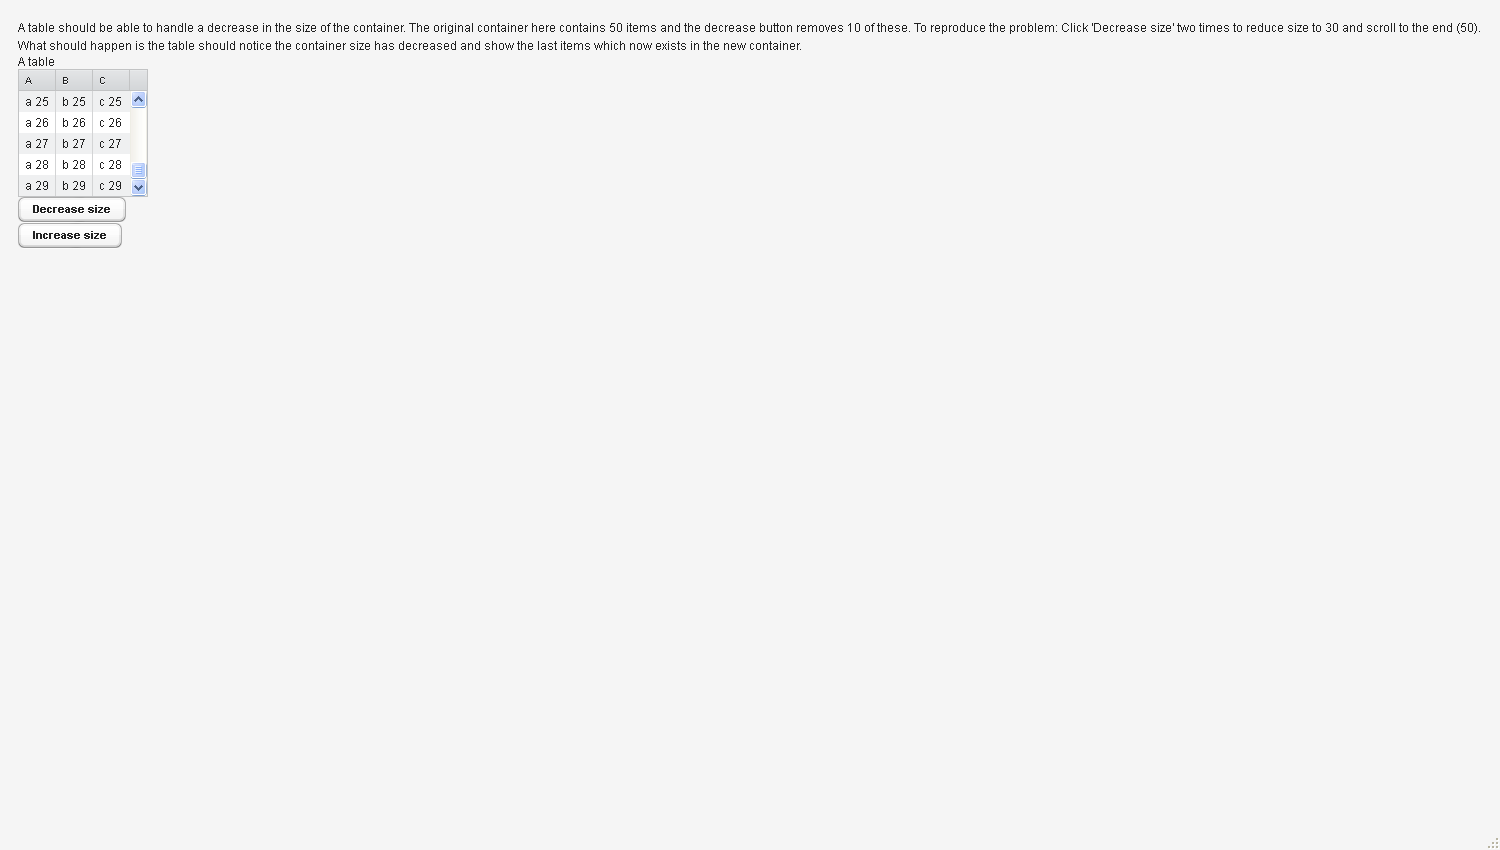 A table should be able to handle a decrease in the size of the container. The original container here contains 50 items and the decrease button removes 10 of these. To reproduce the problem: Click 'Decrease size' two times to reduce size to 30 and scroll to the end (50).
What should happen is the table should notice the container size has decreased and show the last items which now exists in the new container.
A table
A B C
a 25 b 25 c 25
a 26 b 26 c 26
a 27 b 27 c 27
a 28 b 28 c 28
a 29 b 29 c 29
Decrease size
Increase size